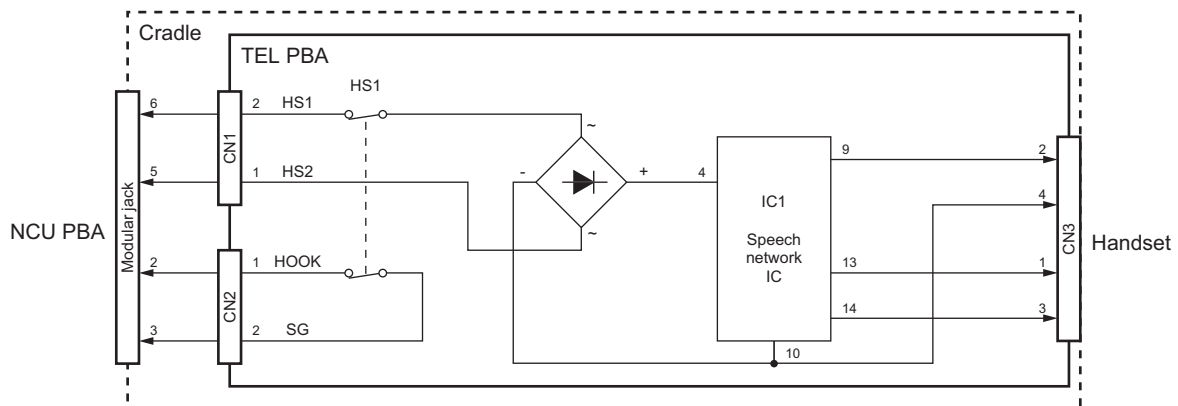 Cradle
TEL PBA
HS1
6 2 HS1
~
CN1
9 2
5 1 HS2
- + 4
4
Modular jack
IC1
NCU PBA
~
Speech
network
IC
CN3
Handset
2 1 HOOK
13 1
CN2
14 3
3 2 SG
10